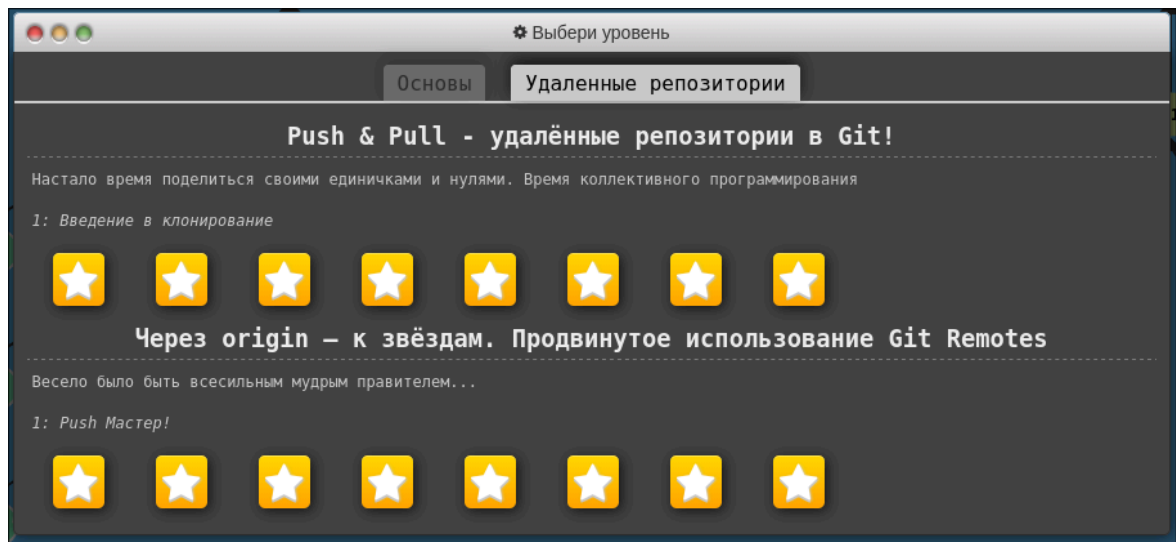 Выбери уровень
Основы
Удаленные репозитории
Push & Pull - удалённые репозитории в Git!
Настало время поделиться своими единичками и нулями. Время коллективного программирования
1: Введение в клонирование
Через origin – к звёздам. Продвинутое использование Git Remotes
Весело было быть всесильным мудрым правителем...
1: Push Мастер!